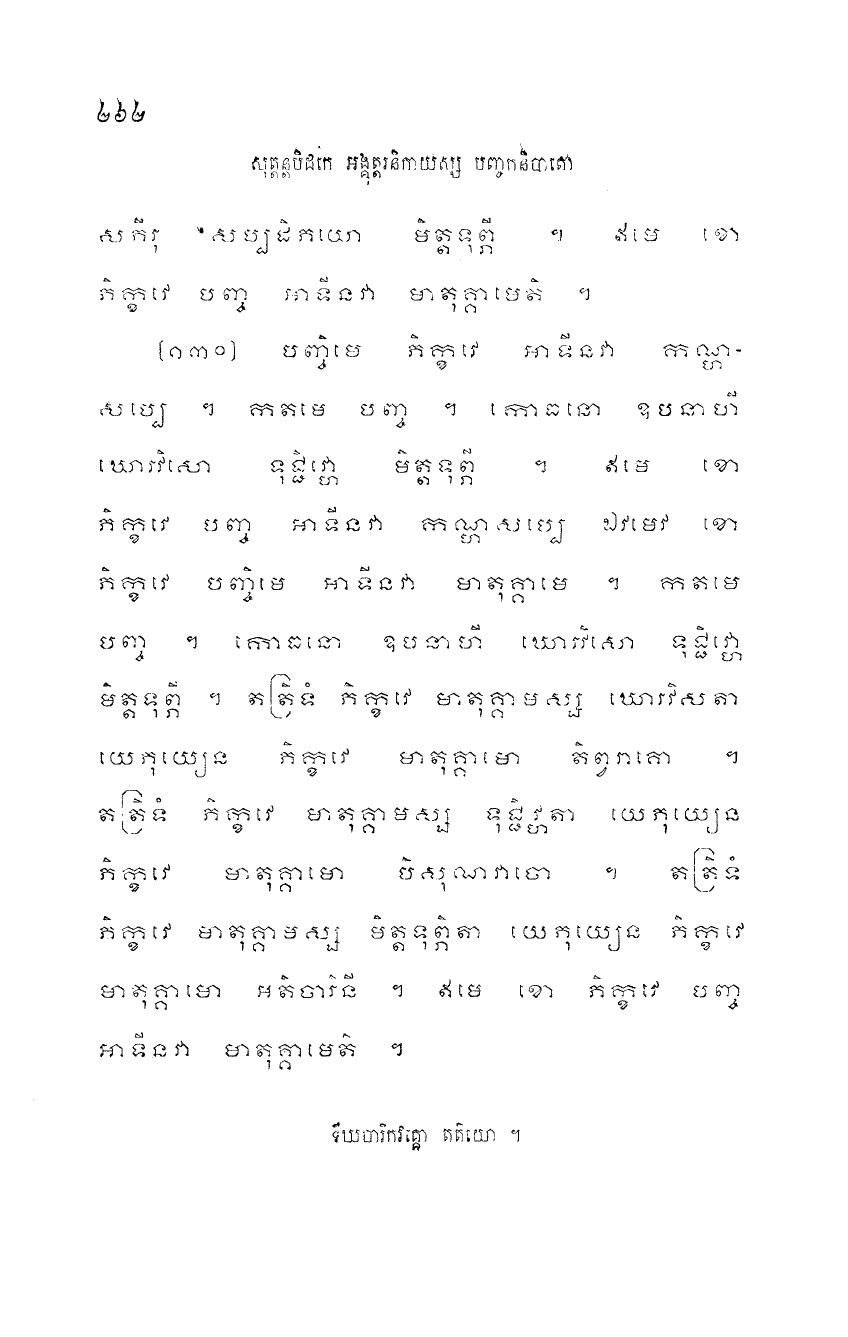 ២៦២
សុត្តន្តបិដកេ អង្គុត្តរនិកាយស្ស បញ្ចកនិបាតោ
សភីរុ សប្បដិភយោ មិត្តទុព្ភី ។ ឥមេ ខោ
ភិក្ខវេ បញ្ច អាទីនវា មាតុគ្គាមេតិ ។
(១៣០) បញ្ចិមេ ភិក្ខវេ អាទីនវា កណ្ហ-
សប្បេ ។ កតមេ បញ្ច ។ កោធនោ ឧបនាហី
ឃោរវិសោ ទុជ្ជិវ្ហោ មិត្តទុព្ភី ។ ឥមេ ខោ
ភិក្ខវេ បញ្ច អាទីនវា កណ្ហសប្បេ ឯវមេវ ខោ
ភិក្ខវេ បញ្ចិមេ អាទីនវា មាតុគ្គាមេ ។ កតមេ
បញ្ច ។ កោធនោ ឧបនាហី ឃោរវិសោ ទុជ្ជិវ្ហោ
មិត្តទុព្ភី ។ តត្រិទំ ភិក្ខវេ មាតុគ្គាមស្ស ឃោរវិសតា
យេភុយ្យេន ភិក្ខវេ មាតុគ្គាមោ តិព្វរាគោ ។
តត្រិទំ ភិក្ខវេ មាតុគ្គាមស្ស ទុជ្ជិវ្ហតា យេភុយ្យេន
ភិក្ខវេ មាតុគ្គាមោ បិសុណវាចោ ។ តត្រិទំ
ភិក្ខវេ មាតុគ្គាមស្ស មិត្តទុព្ភិតា យេភុយ្យេន ភិក្ខវេ
មាតុគ្គាមោ អតិចារិនី ។ ឥមេ ខោ ភិក្ខវេ បញ្ច
អាទីនវា មាតុគ្គាមេតិ ។
ទីឃចារិកវគ្គោ តតិយោ ។